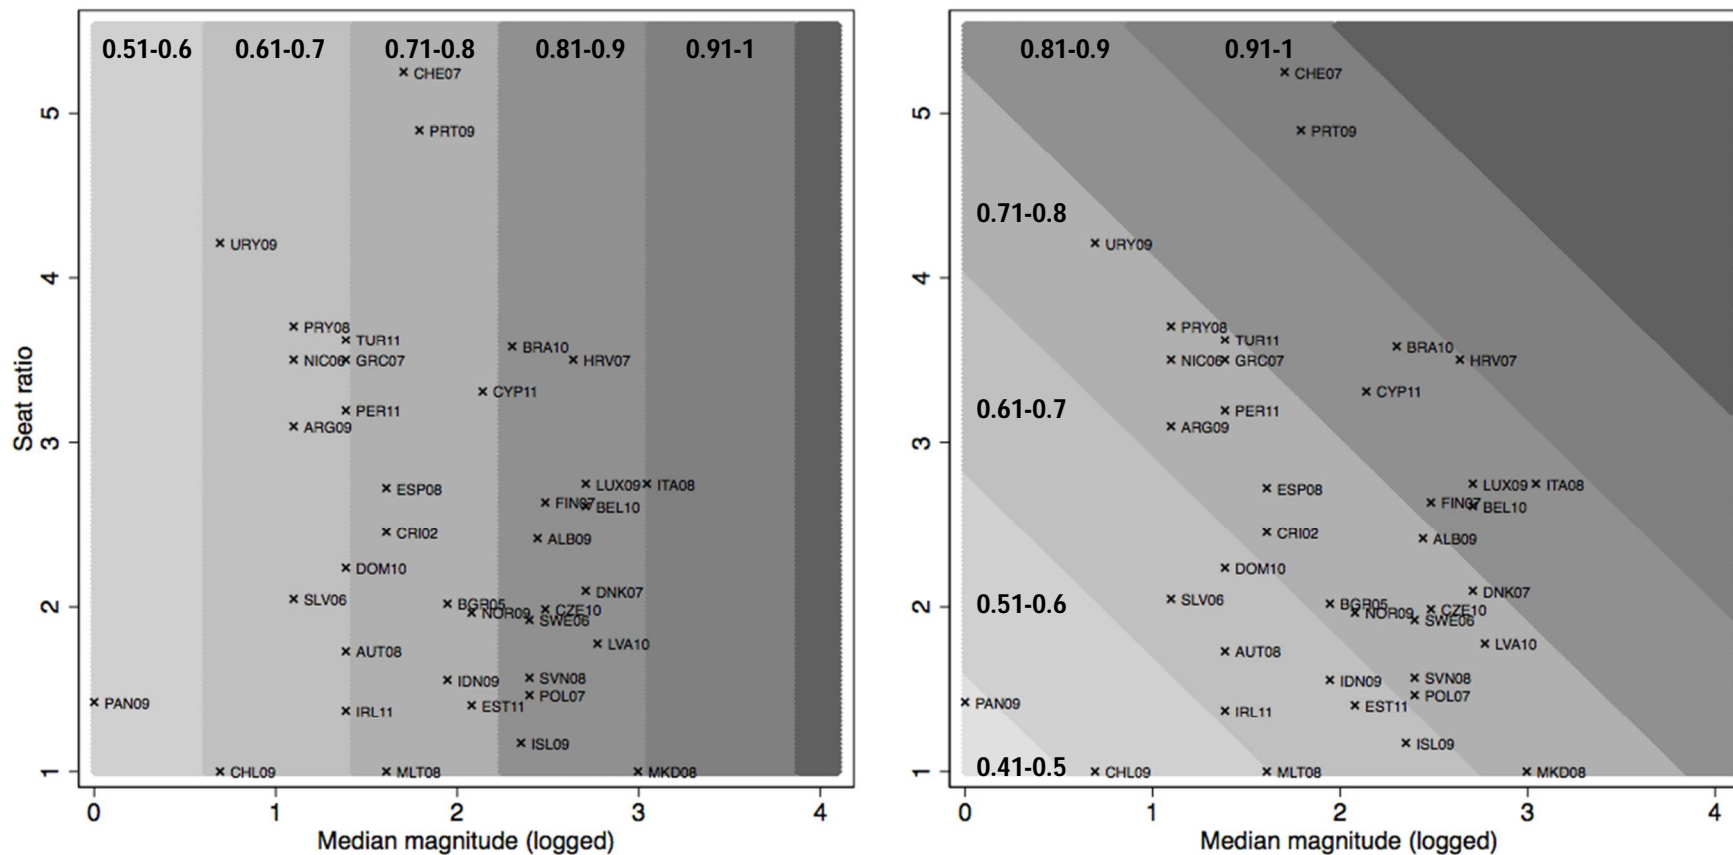 0.51-0.6 0.61-0.7 0.71-0.8 0.81-0.9 0.91-1
CHE07
5
PRT09
URY09
4
PRY08
TUR11
BRA10
NIC06 GRC07 HRV07
CYP11
PER11
ARG09
3
LUX09 ITA08
ESP08
FIN07
BEL10
CRI02
ALB09
DOM10
DNK07
SLV06
2
BGR05
CZE10
NOR09
SWE06
LVA10
AUT08
SVN08
IDN09
POL07
PAN09
EST11
IRL11
ISL09
1
CHL09 MLT08 MKD08
0 1 2 3 4
Median magnitude (logged)
Seat ratio
0.81-0.9 0.91-1
CHE07
5
PRT09
0.71-0.8
URY09
4
PRY08
TUR11
BRA10
NIC06 GRC07 HRV07
CYP11
0.61-0.7
PER11
ARG09
3
LUX09 ITA08
ESP08
FIN07
BEL10
CRI02
ALB09
DOM10
DNK07
SLV06
0.51-0.6
2
BGR05
CZE10
NOR09
SWE06
LVA10
AUT08
SVN08
IDN09
POL07
PAN09
EST11
IRL11
ISL09
0.41-0.5
1
CHL09 MLT08 MKD08
0 1 2 3 4
Median magnitude (logged)